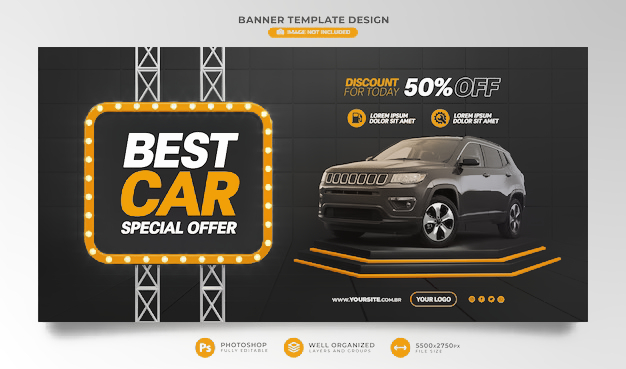 BANNER TEMPLATE DESIGN
IMAGE NOT INCLUDED
BEST
CAR
SPECIAL OFFER
DISCOUNT
FOR TODAY
50% OFF
LOREM IPSUM
DOLOR SIT AMET
LOREM IPSUM
DOLOR SIT AMET
WWW.YOURSITE.COM.BR
YOUR LOGO
Ps
PHOTOSHOP
FULLY EDITABLE
WELL ORGANIZED
LAYERS AND GROUPS
5500x2750px
FILE SIZE